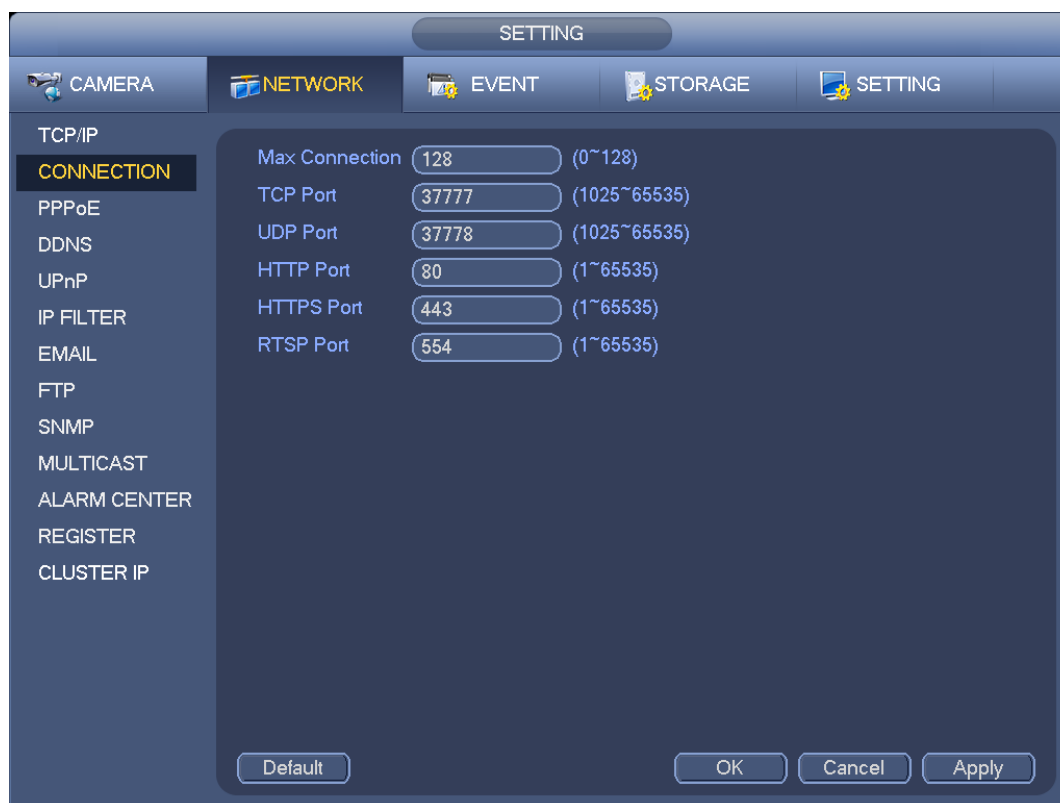 SETTING
CAMERA
NETWORK
EVENT
STORAGE
SETTING
TCP/IP
CONNECTION
PPPoE
DDNS
UPnP
IP FILTER
EMAIL
FTP
SNMP
MULTICAST
ALARM CENTER
REGISTER
CLUSTER IP
Max Connection 128 (0~128)
TCP Port 37777 (1025~65535)
UDP Port 37778 (1025~65535)
HTTP Port 80 (1~65535)
HTTPS Port 443 (1~65535)
RTSP Port 554 (1~65535)
Default OK Cancel Apply